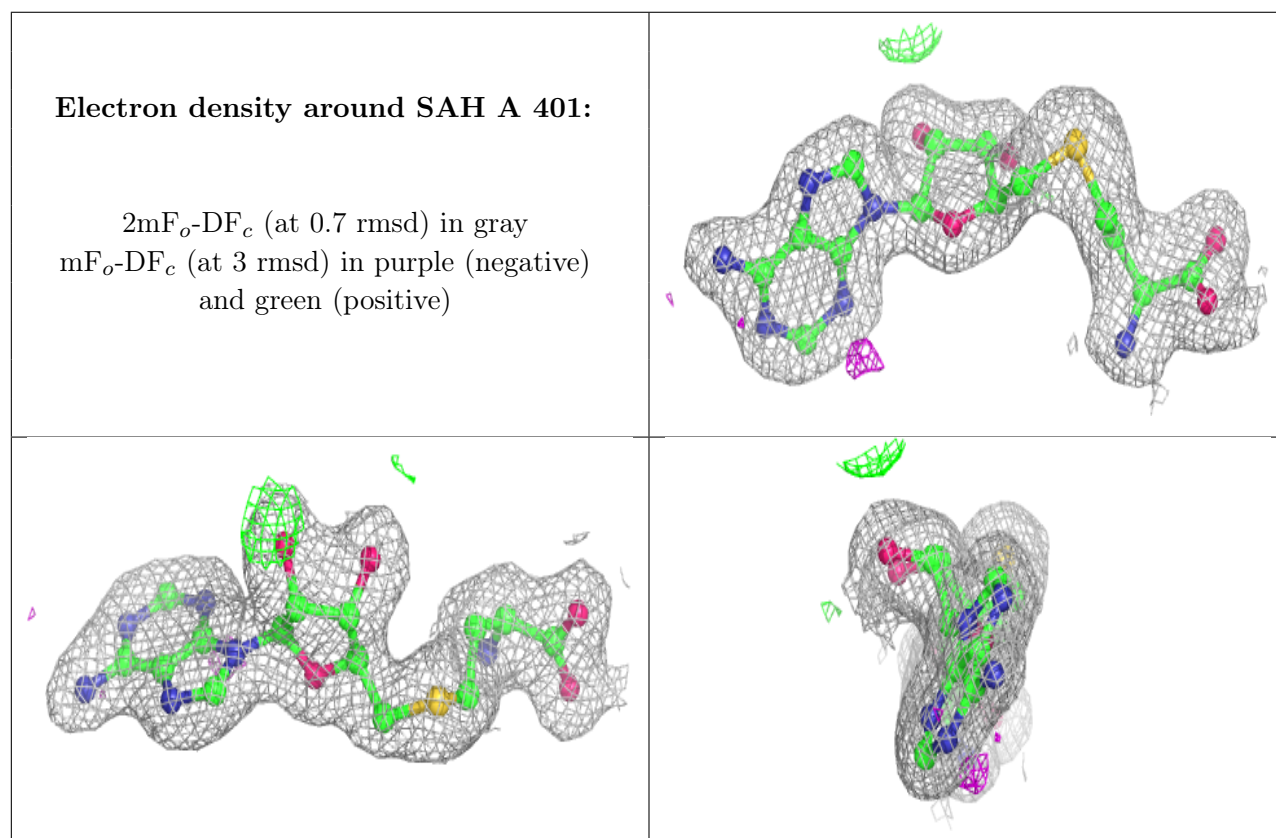 Electron density around SAH A 401:
2mFo-DFc (at 0.7 rmsd) in gray
mFo-DFc (at 3 rmsd) in purple (negative)
and green (positive)